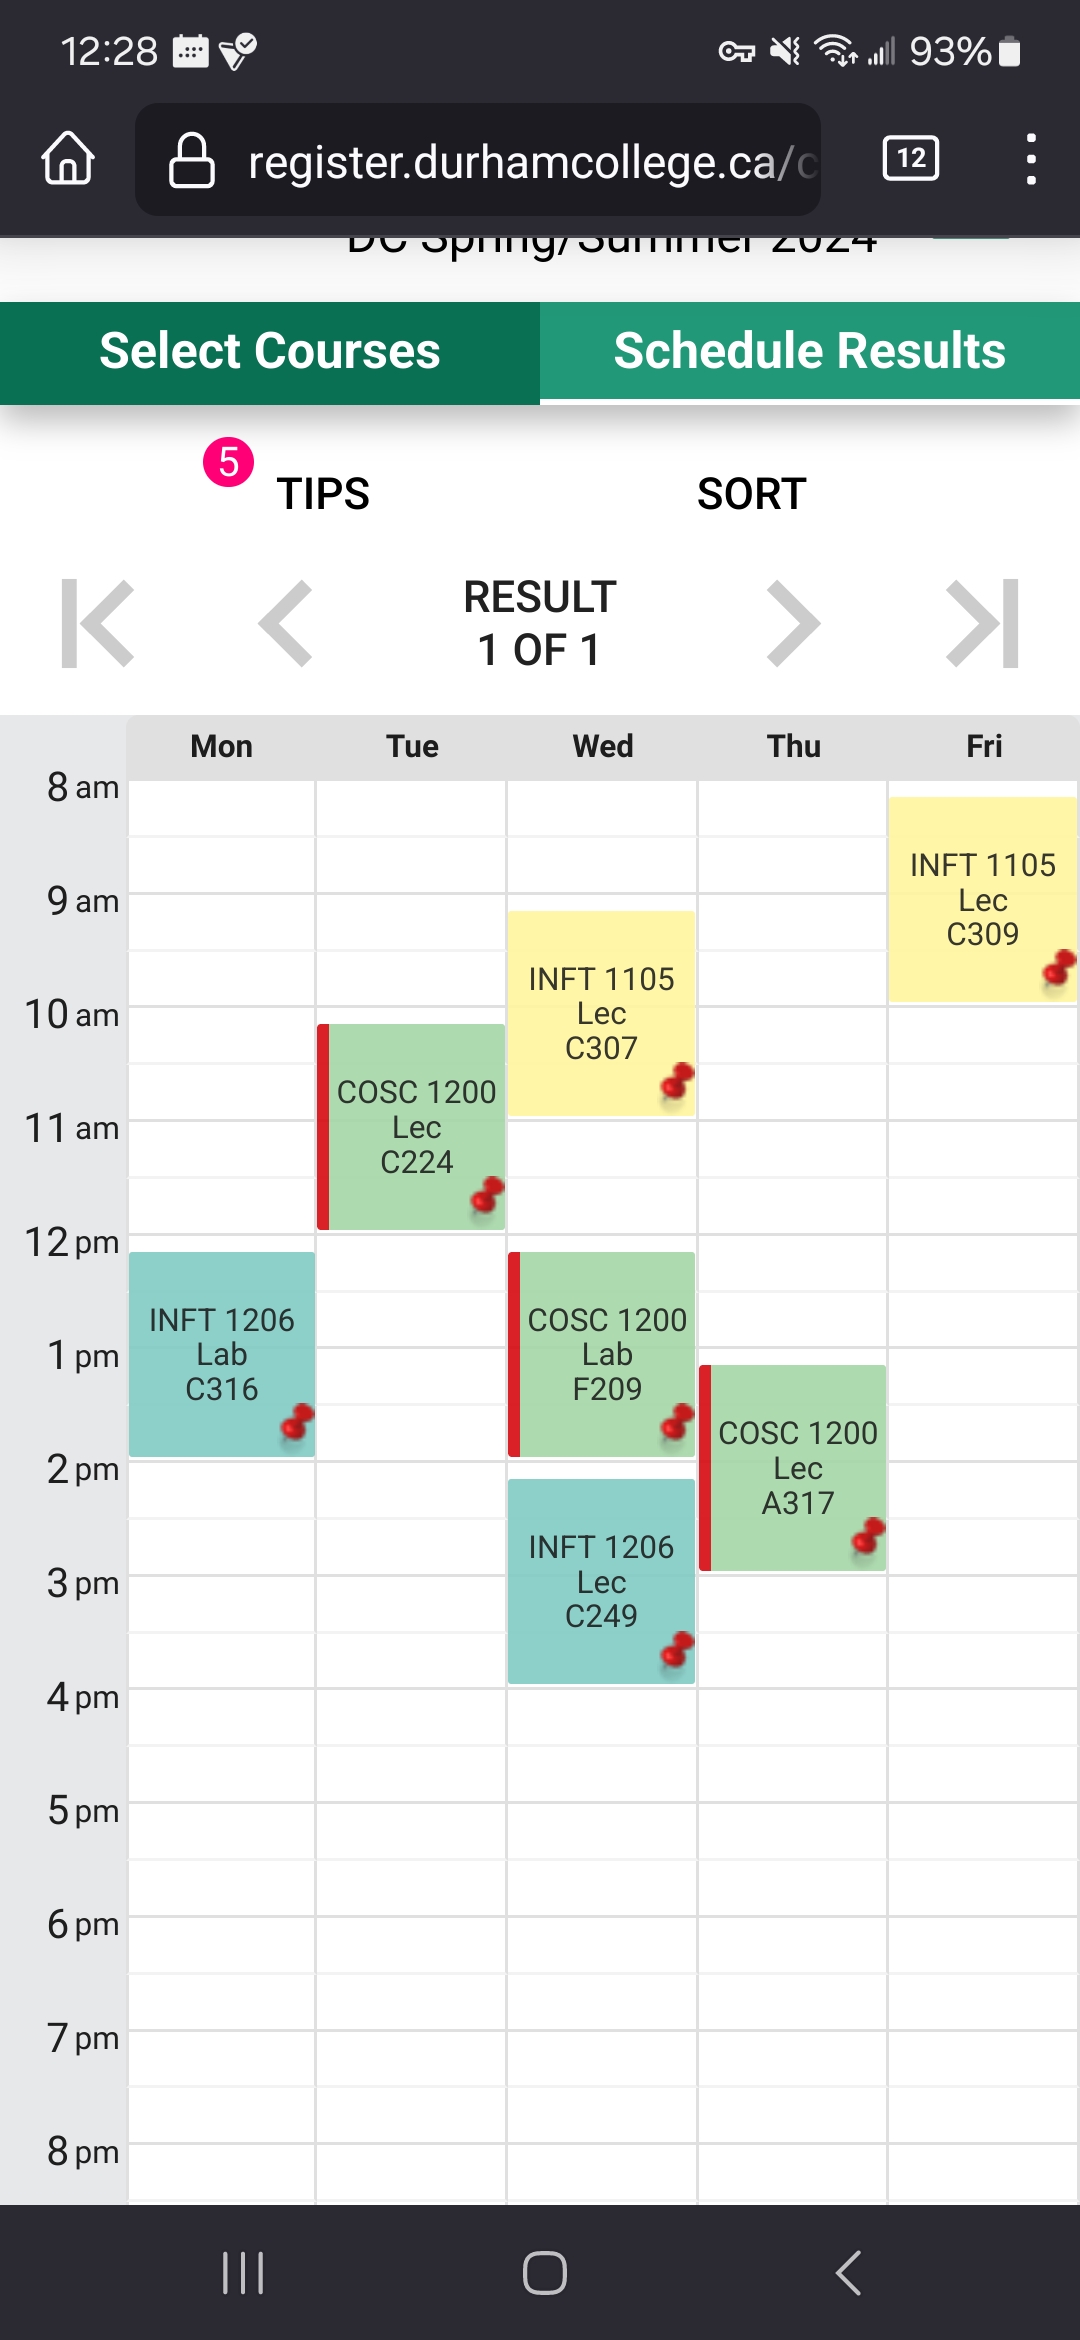 12:28
93%
register.durhamcollege.ca/c
12
DC Spring/Summer 2024
Select Courses
Schedule Results
5
TIPS
SORT
RESULT
1 OF 1
Mon
Tue
Wed
Thu
Fri
8 am
INFT 1105
Lec
C309
9 am
INFT 1105
Lec
C307
10 am
COSC 1200
Lec
C224
11 am
12 pm
INFT 1206
Lab
C316
COSC 1200
Lab
F209
1 pm
COSC 1200
Lec
A317
2 pm
INFT 1206
Lec
C249
3 pm
4 pm
5 pm
6 pm
7 pm
8 pm